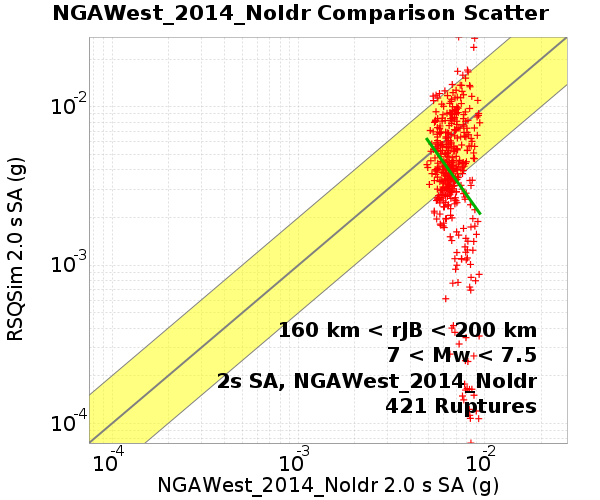 NGAWest_2014_NoIdr Comparison Scatter
RSQSim 2.0 s SA (g)
10-2
10-3
10-4
160 km < rJB < 200 km
7 < Mw < 7.5
2s SA, NGAWest_2014_NoIdr
421 Ruptures
10-4
10-3
10-2
NGAWest_2014_NoIdr 2.0 s SA (g)